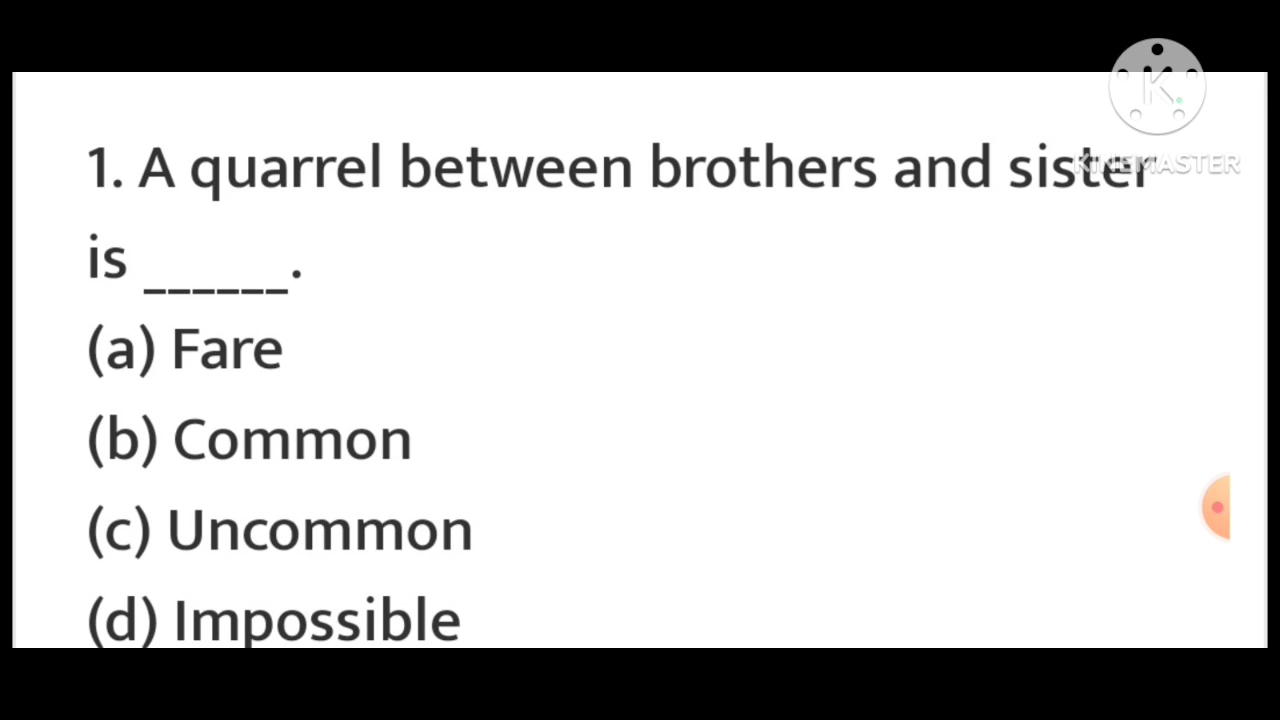 KINEMASTER
1. A quarrel between brothers and sister
is ______.
(a) Fare
(b) Common
(c) Uncommon
(d) Impossible